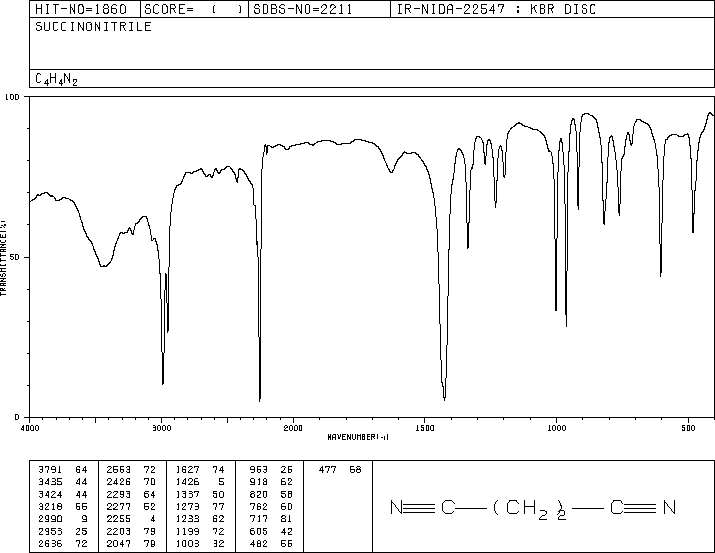 HIT-NO=1860 SCORE= ( ) SDBS-NO=2211 IR-NIDA-22547 : KBR DISC
SUCCINONITRILE
C4H4N2
100
50
0
TRANSMITTANCE(%)
4000 3000 2000 1500 1000 500
WAVENUMBER(-1)
3791 64 2563 72 1627 74 963 26 477 58
3435 44 2426 70 1426 5 918 62
3424 44 2293 64 1337 50 820 58
3218 55 2277 52 1273 77 762 60
2990 9 2255 4 1233 62 717 81
2953 25 2203 79 1199 72 605 42
2636 72 2047 79 1003 32 482 55
N≡C—(CH2)2—C≡N